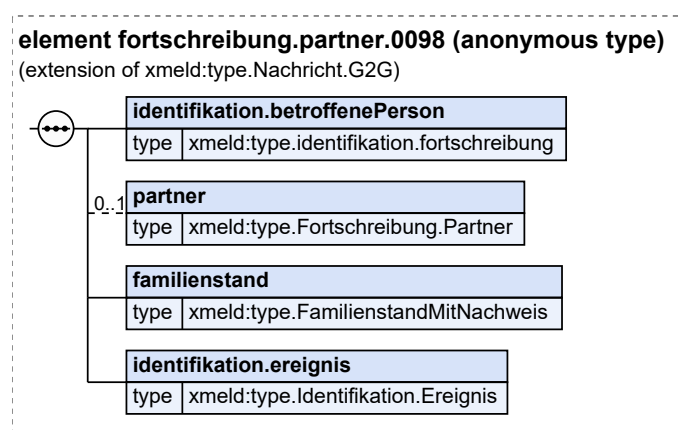 element fortschreibung.partner.0098 (anonymous type)
(extension of xmeld:type.Nachricht.G2G)
identifikation.betroffenePerson
type xmeld:type.identifikation.fortschreibung
0..1 partner
type xmeld:type.Fortschreibung.Partner
familienstand
type xmeld:type.FamilienstandMitNachweis
identifikation.ereignis
type xmeld:type.Identifikation.Ereignis